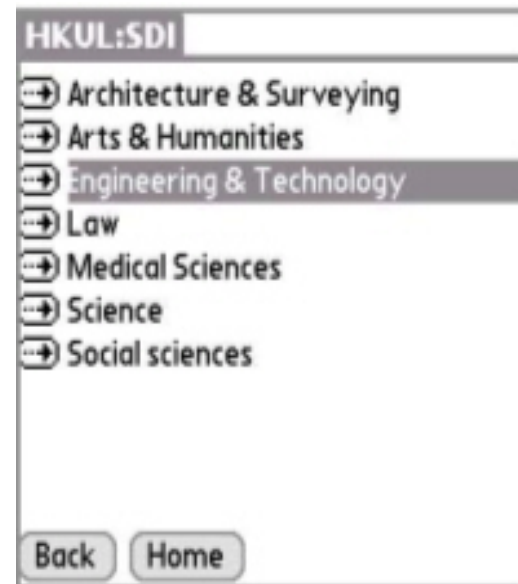 HKUL:SDI
Architecture & Surveying
Arts & Humanities
Engineering & Technology
Law
Medical Sciences
Science
Social sciences
Back Home